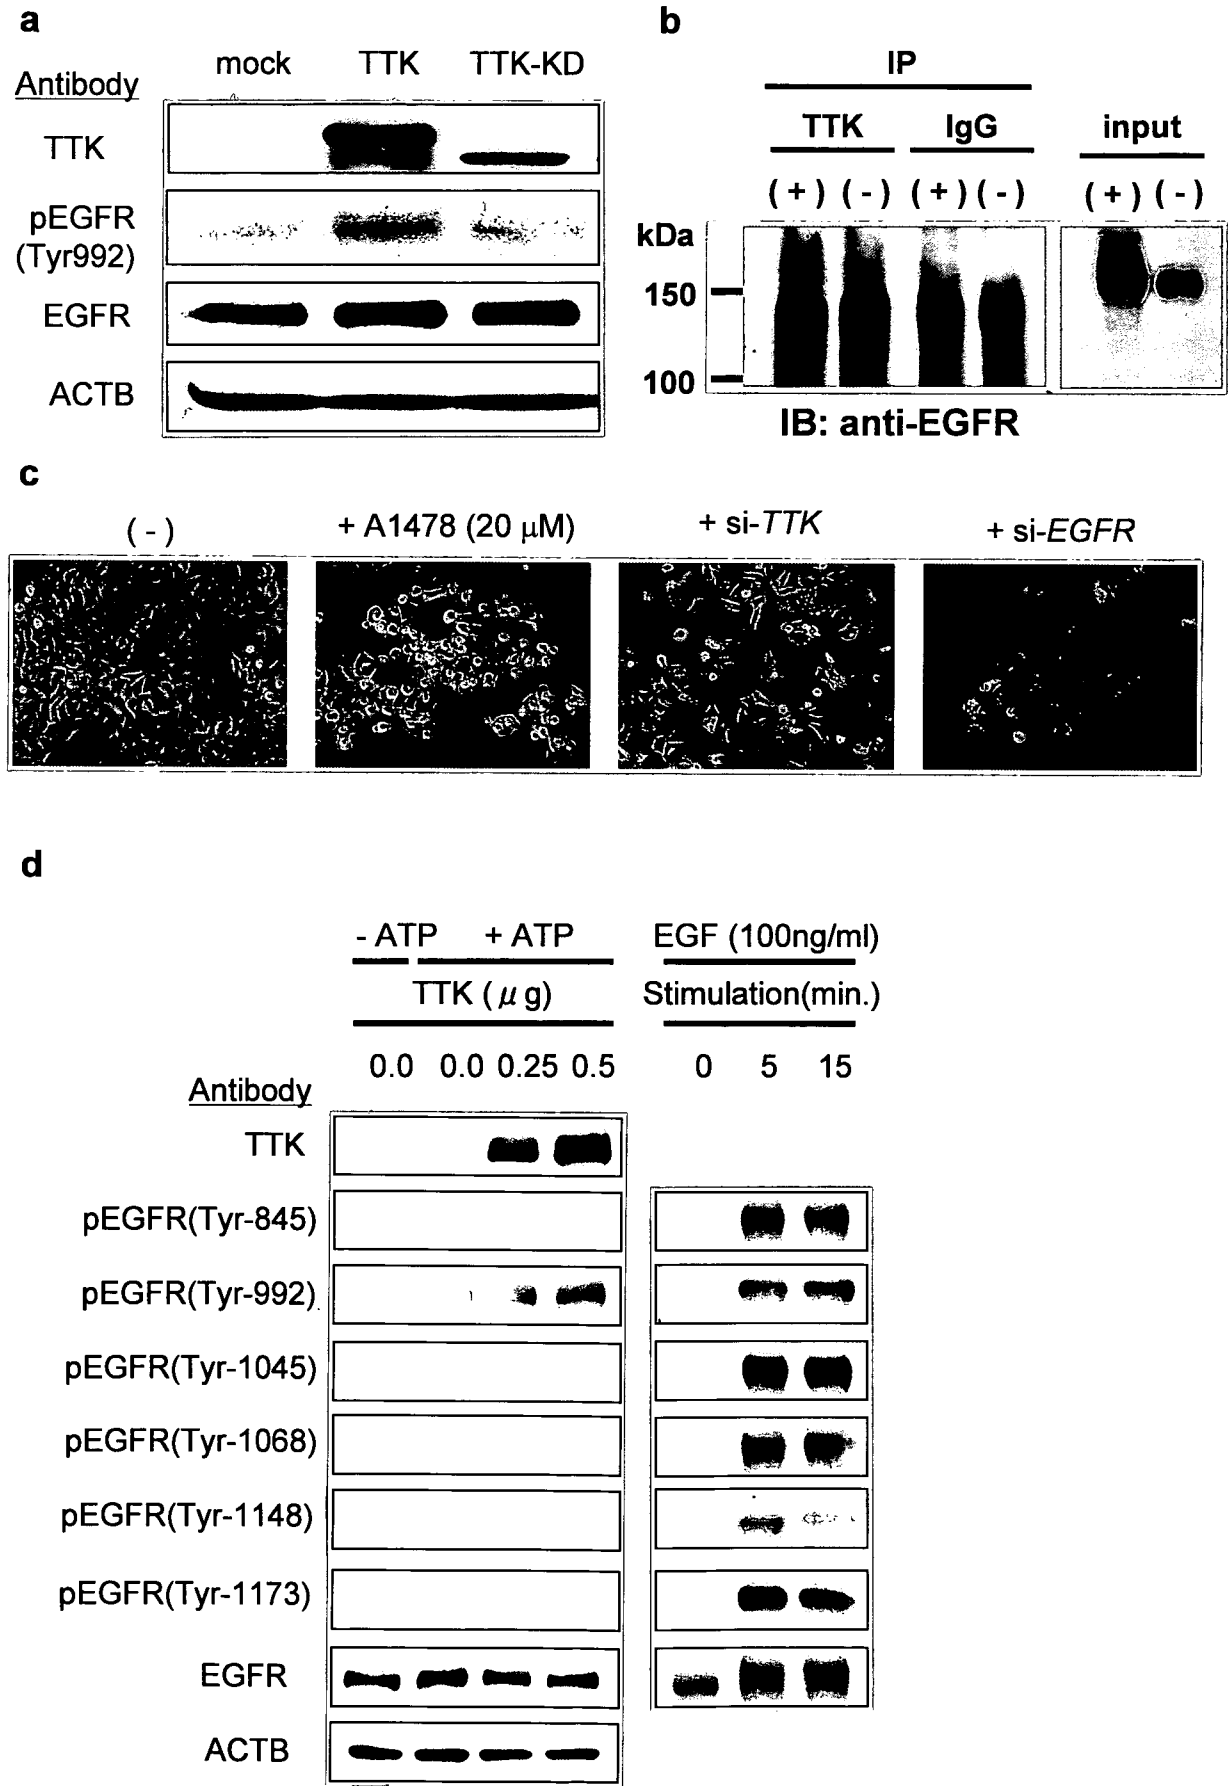 a
mock TTK TTK-KD
Antibody
TTK
pEGFR
(Tyr992)
EGFR
ACTB
b
IP
TTK IgG input
(+) (-) (+) (-) (+) (-)
kDa
150
100
IB: anti-EGFR
c
(-) + A1478 (20 μM) + si-TTK + si-EGFR
d
- ATP + ATP EGF (100ng/ml)
TTK (μg) Stimulation(min.)
0.0 0.0 0.25 0.5 0 5 15
Antibody
TTK
pEGFR(Tyr-845)
pEGFR(Tyr-992)
pEGFR(Tyr-1045)
pEGFR(Tyr-1068)
pEGFR(Tyr-1148)
pEGFR(Tyr-1173)
EGFR
ACTB